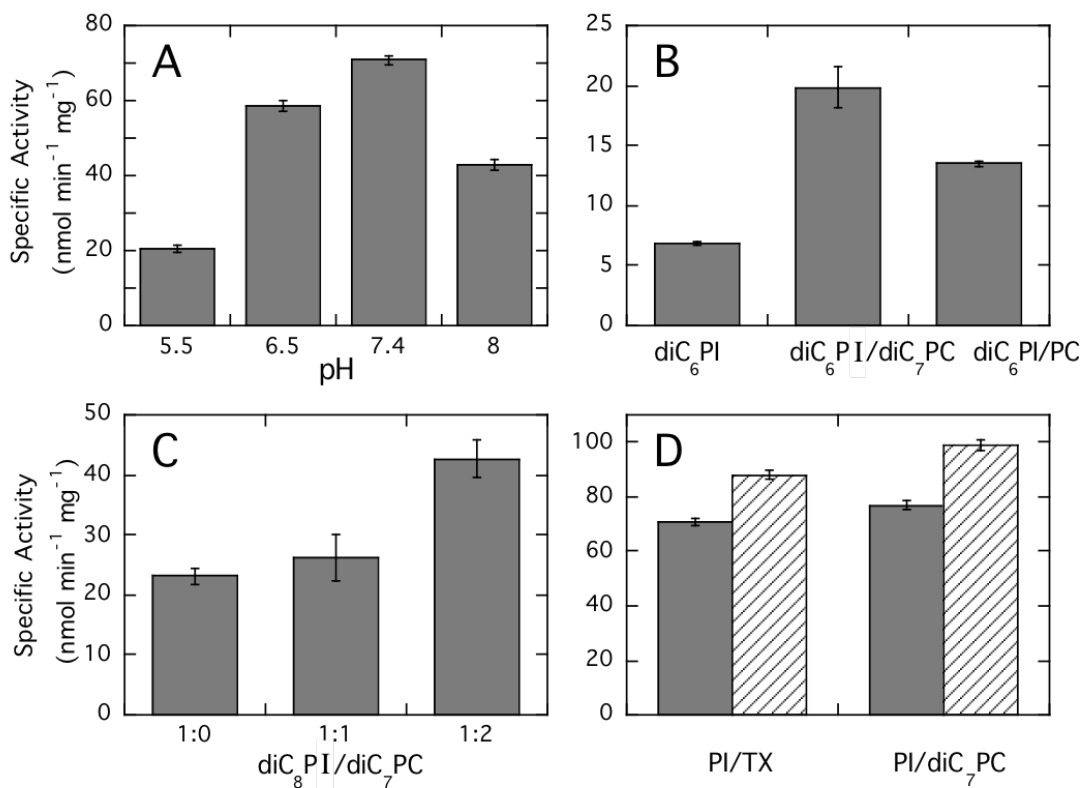 A
Specific Activity
(nmol min⁻¹ mg⁻¹)
80
60
40
20
0
5.5 6.5 7.4 8
pH
B
25
20
15
10
5
0
diC₆PI diC₆PI/diC₇PC diC₆PI/PC
C
Specific Activity
(nmol min⁻¹ mg⁻¹)
50
40
30
20
10
0
1:0 1:1 1:2
diC₈PI/diC₇PC
D
100
80
60
40
20
0
PI/TX PI/diC₇PC